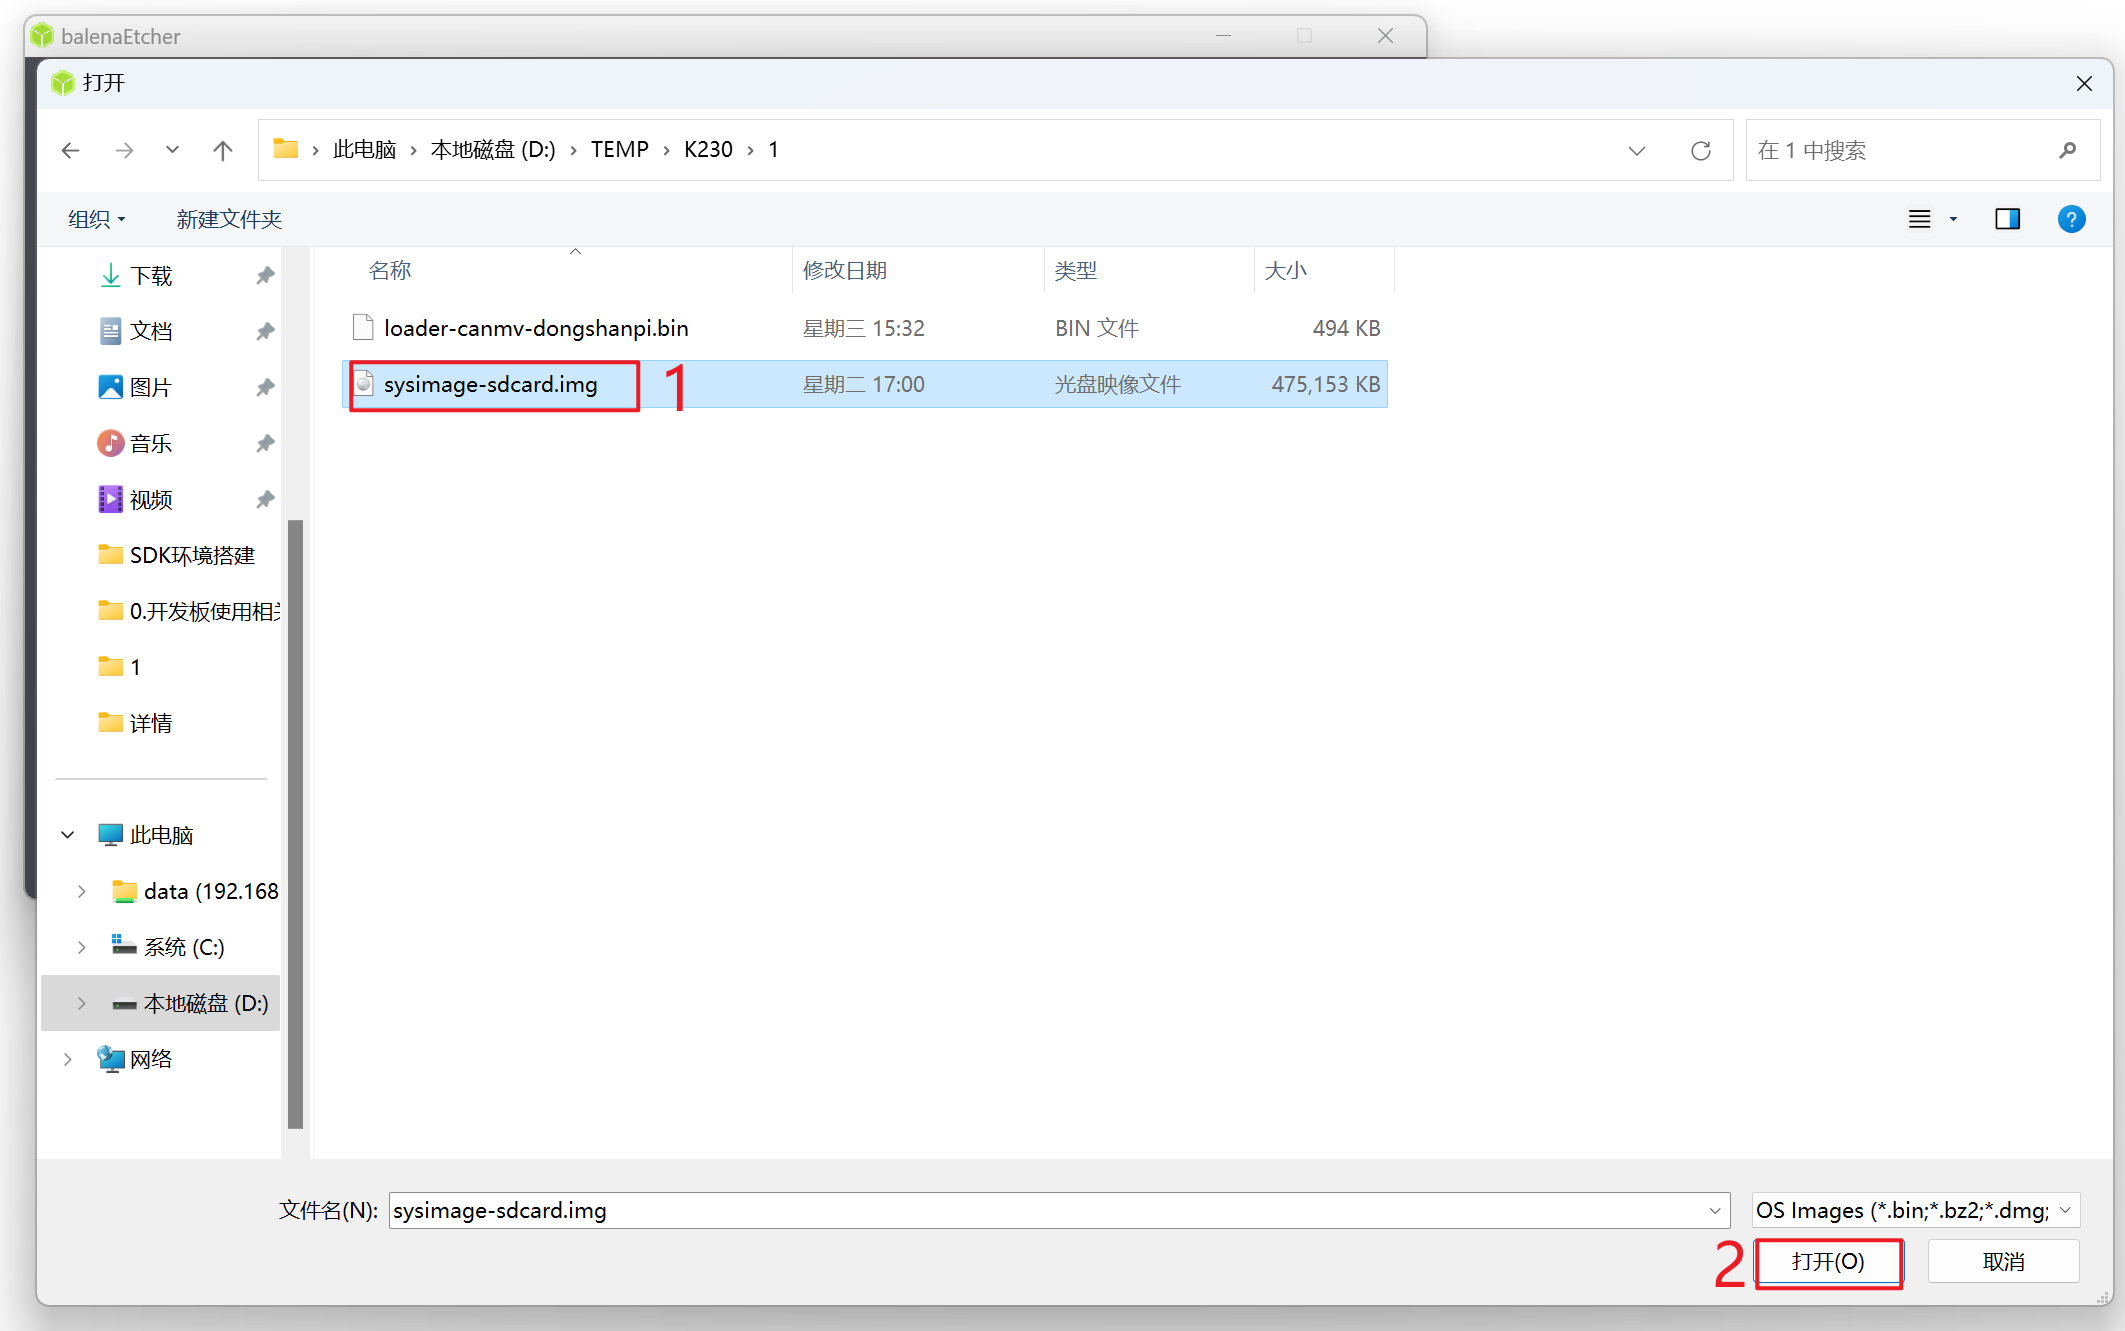 balenaEtcher
打开
此电脑 › 本地磁盘 (D:) › TEMP › K230 › 1
在 1 中搜索
组织 新建文件夹
?
名称 修改日期 类型 大小
loader-canmv-dongshanpi.bin 星期三 15:32 BIN 文件 494 KB
sysimage-sdcard.img 1 星期二 17:00 光盘映像文件 475,153 KB
下载
文档
图片
音乐
视频
SDK环境搭建
0.开发板使用相
1
详情
此电脑
data (192.168
系统 (C:)
本地磁盘 (D:)
网络
文件名(N): sysimage-sdcard.img OS Images (*.bin;*.bz2;*.dmg;
2 打开(O) 取消